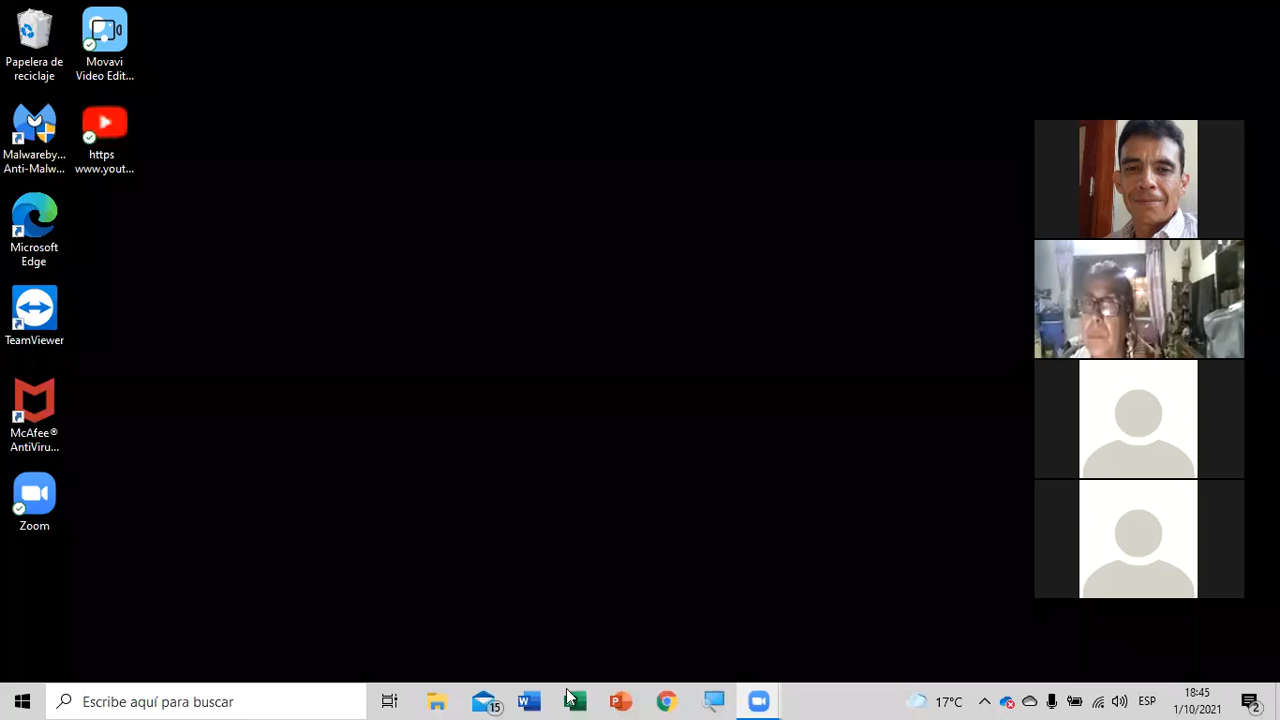 Papelera de
reciclaje
Movavi
Video Edit...
Malwareby...
Anti-Malw...
https
www.yout...
Microsoft
Edge
TeamViewer
McAfee®
AntiViru...
Zoom
Escribe aquí para buscar
15
W
P
17°C
ESP
18:45
1/10/2021
2